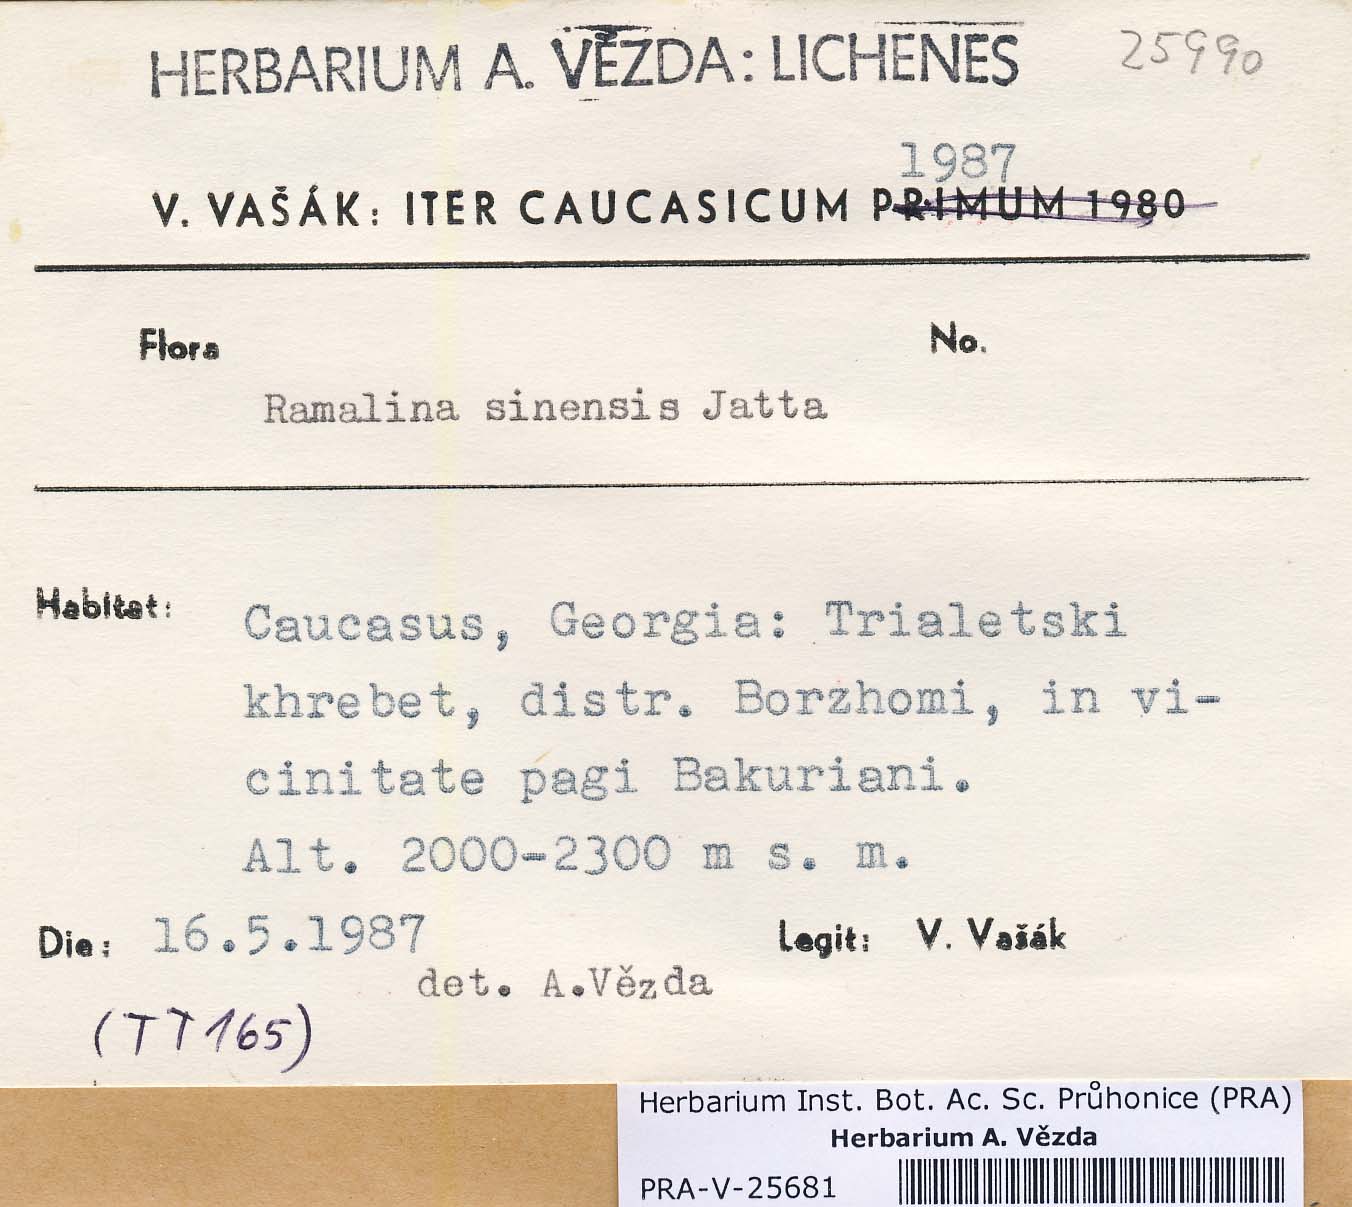 HERBARIUM A. VĚZDA: LICHENES 25990
1987
V. VAŠÁK: ITER CAUCASICUM PRIMUM 1980
Flora No.
Ramalina sinensis Jatta
Habitat: Caucasus, Georgia: Trialetski
khrebet, distr. Borzhomi, in vi-
cinitate pagi Bakuriani.
Alt. 2000-2300 m s. m.
Die: 16.5.1987 Legit: V. Vašák
det. A.Vězda
(TT165)
Herbarium Inst. Bot. Ac. Sc. Průhonice (PRA)
Herbarium A. Vězda
PRA-V-25681